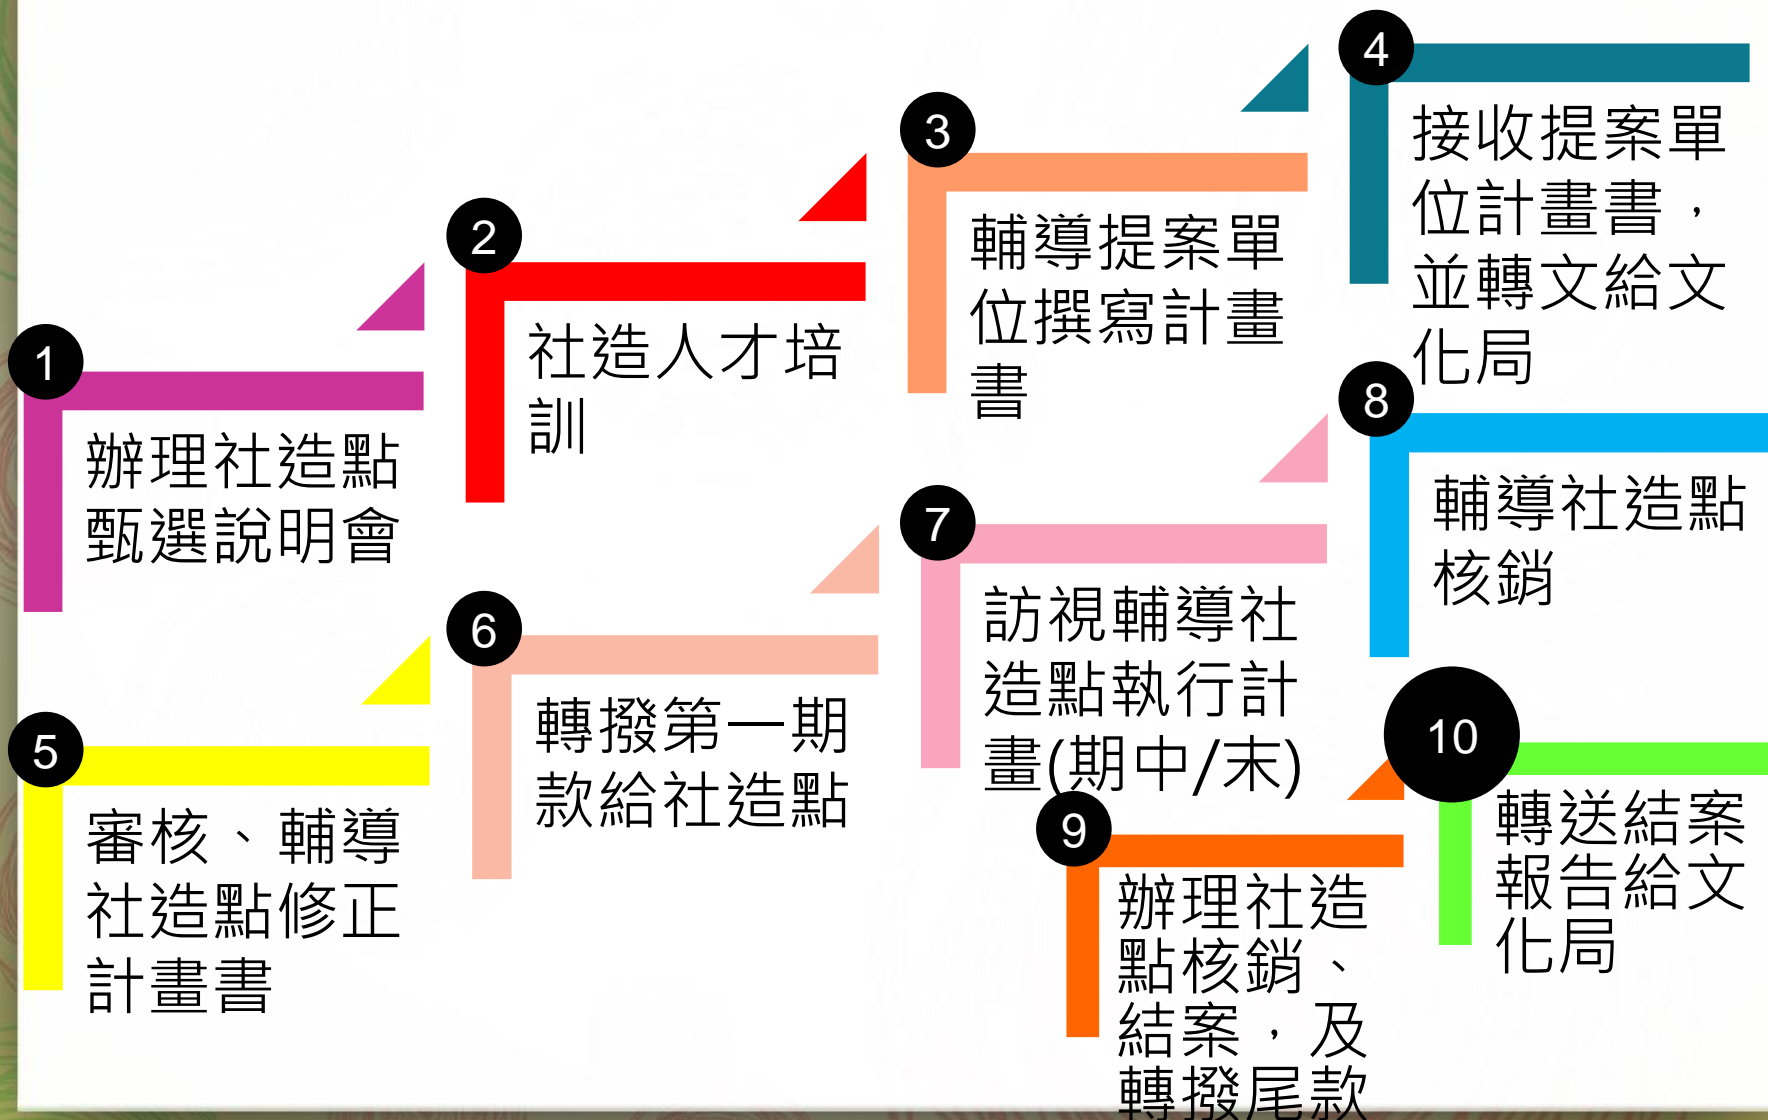 1
辦理社造點
甄選說明會
2
社造人才培
訓
3
輔導提案單
位撰寫計畫
書
4
接收提案單
位計畫書，
並轉文給文
化局
5
審核、輔導
社造點修正
計畫書
6
轉撥第一期
款給社造點
7
訪視輔導社
造點執行計
畫(期中/末)
8
輔導社造點
核銷
9
辦理社造
點核銷、
結案，及
轉撥尾款
10
轉送結案
報告給文
化局